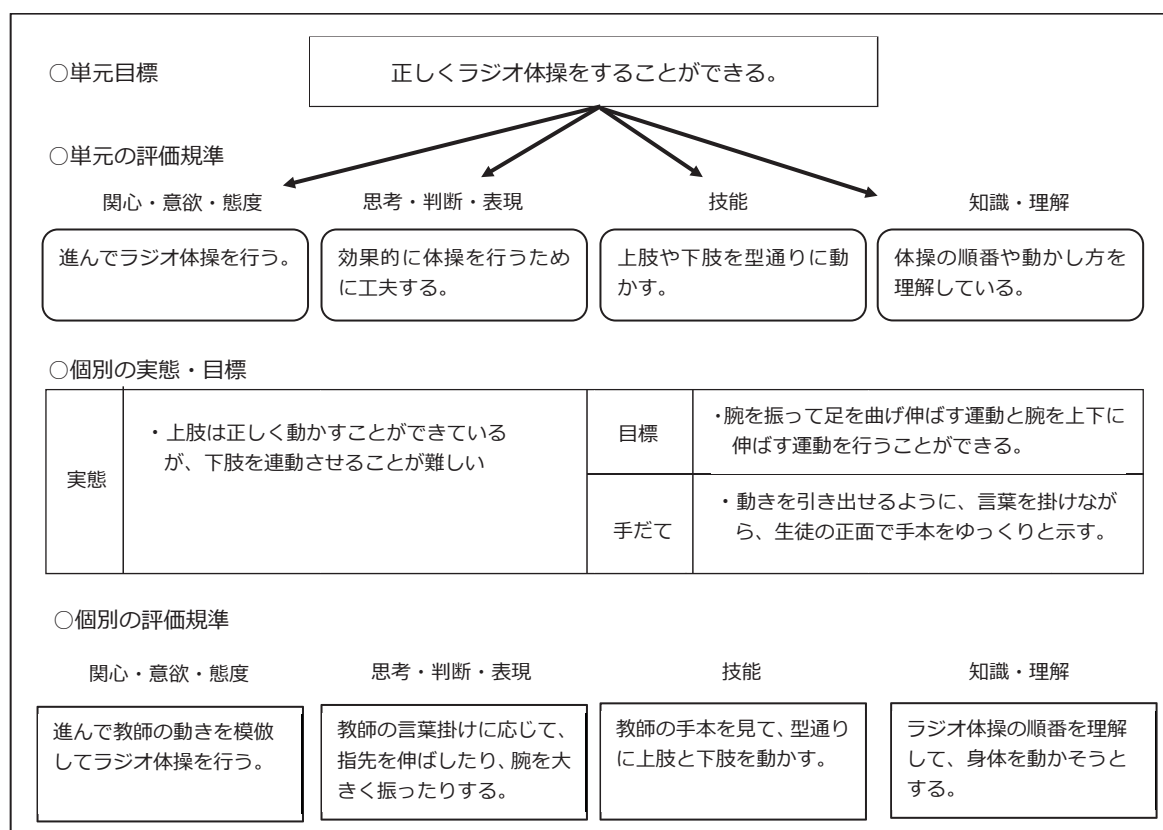 ○単元目標
正しくラジオ体操をすることができる。
○単元の評価規準
関心・意欲・態度
思考・判断・表現
技能
知識・理解
進んでラジオ体操を行う。
効果的に体操を行うため
に工夫する。
上肢や下肢を型通りに動
かす。
体操の順番や動かし方を
理解している。
○個別の実態・目標
実態
・上肢は正しく動かすことができている
が、下肢を連動させることが難しい
目標
・腕を振って足を曲げ伸ばす運動と腕を上下に
伸ばす運動を行うことができる。
手だて
・動きを引き出せるように、言葉を掛けなが
ら、生徒の正面で手本をゆっくりと示す。
○個別の評価規準
関心・意欲・態度
思考・判断・表現
技能
知識・理解
進んで教師の動きを模倣
してラジオ体操を行う。
教師の言葉掛けに応じて、
指先を伸ばしたり、腕を大
きく振ったりする。
教師の手本を見て、型通り
に上肢と下肢を動かす。
ラジオ体操の順番を理解
して、身体を動かそうと
する。